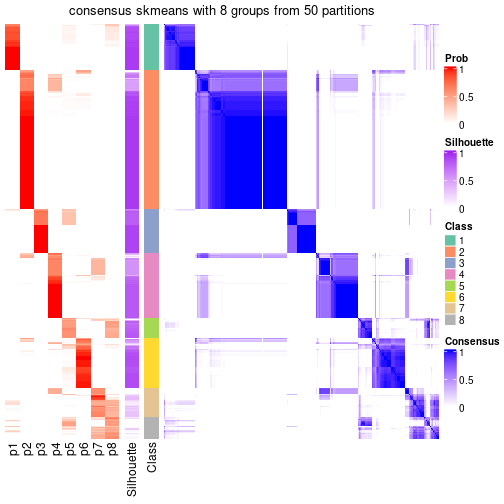 consensus skmeans with 8 groups from 50 partitions
Prob
1
0.5
0
Silhouette
1
0.5
0
Class
1
2
3
4
5
6
7
8
Consensus
1
0.5
0
p1
p2
p3
p4
p5
p6
p7
p8
Silhouette
Class